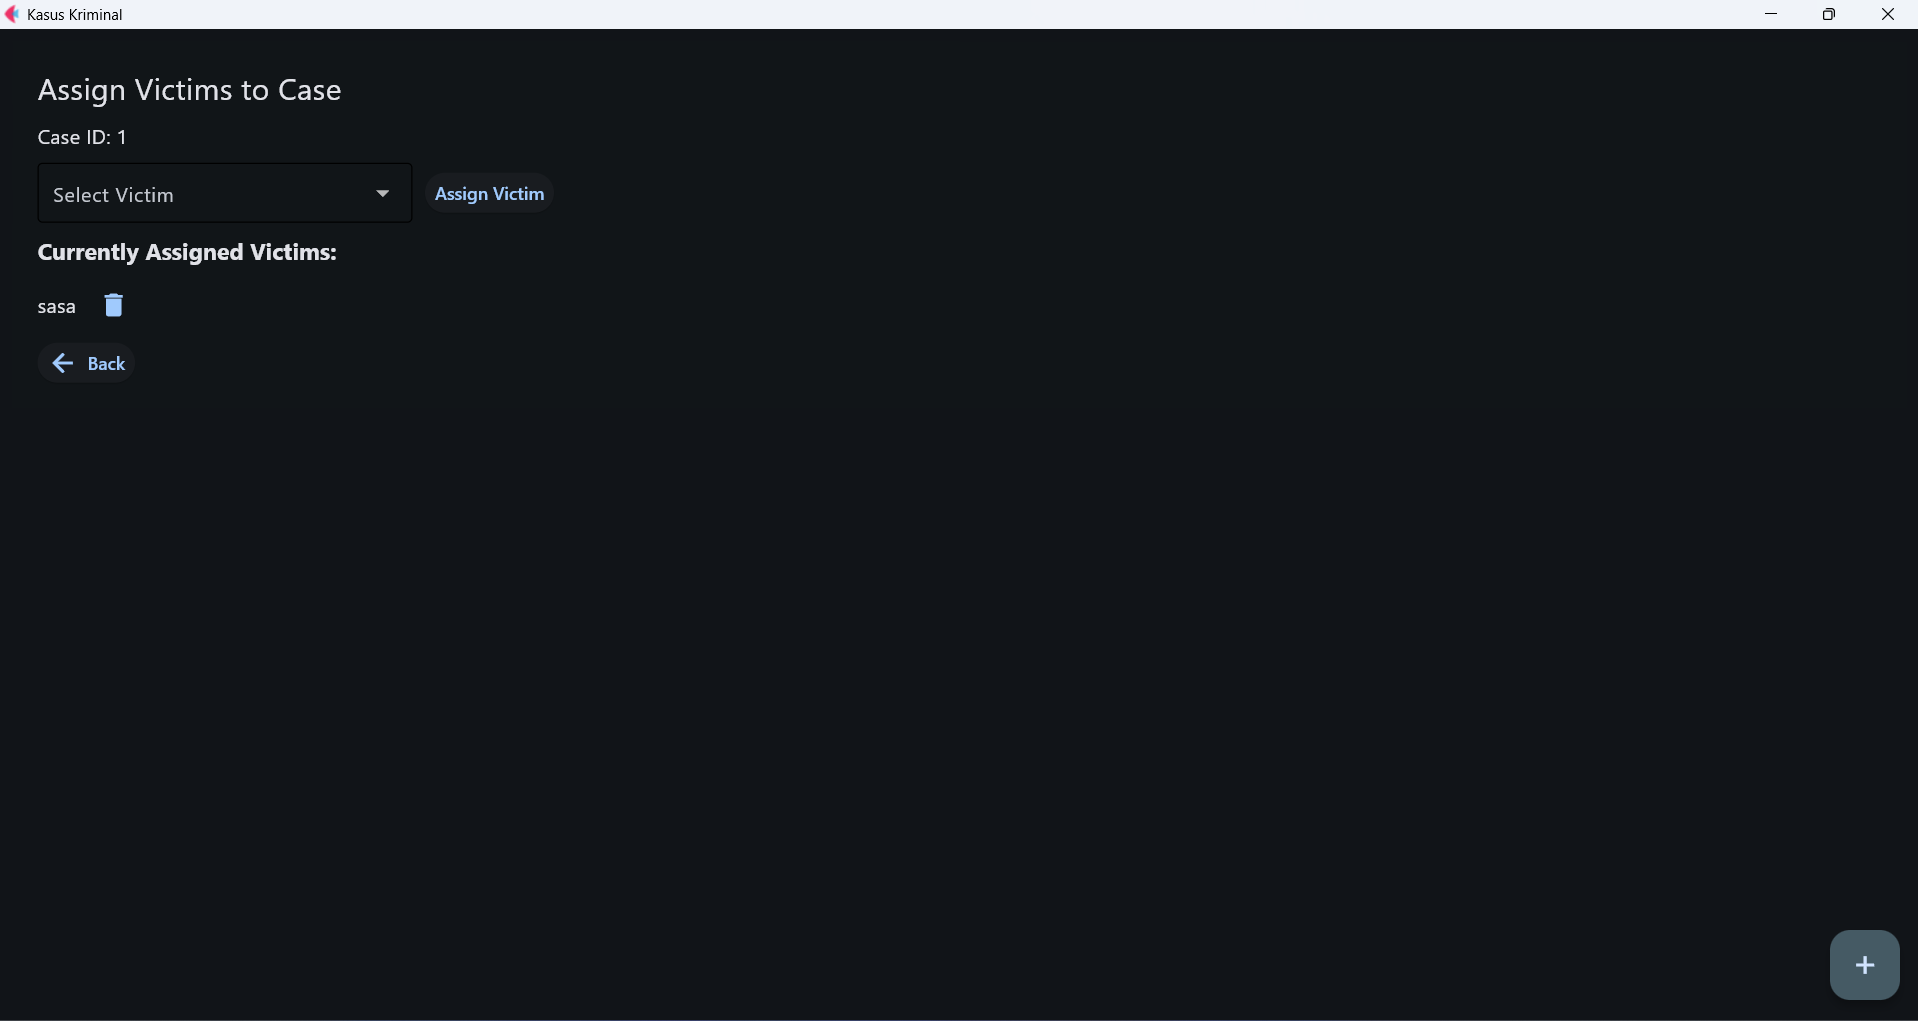 Kasus Kriminal
Assign Victims to Case
Case ID: 1
Select Victim
Assign Victim
Currently Assigned Victims:
sasa
Back